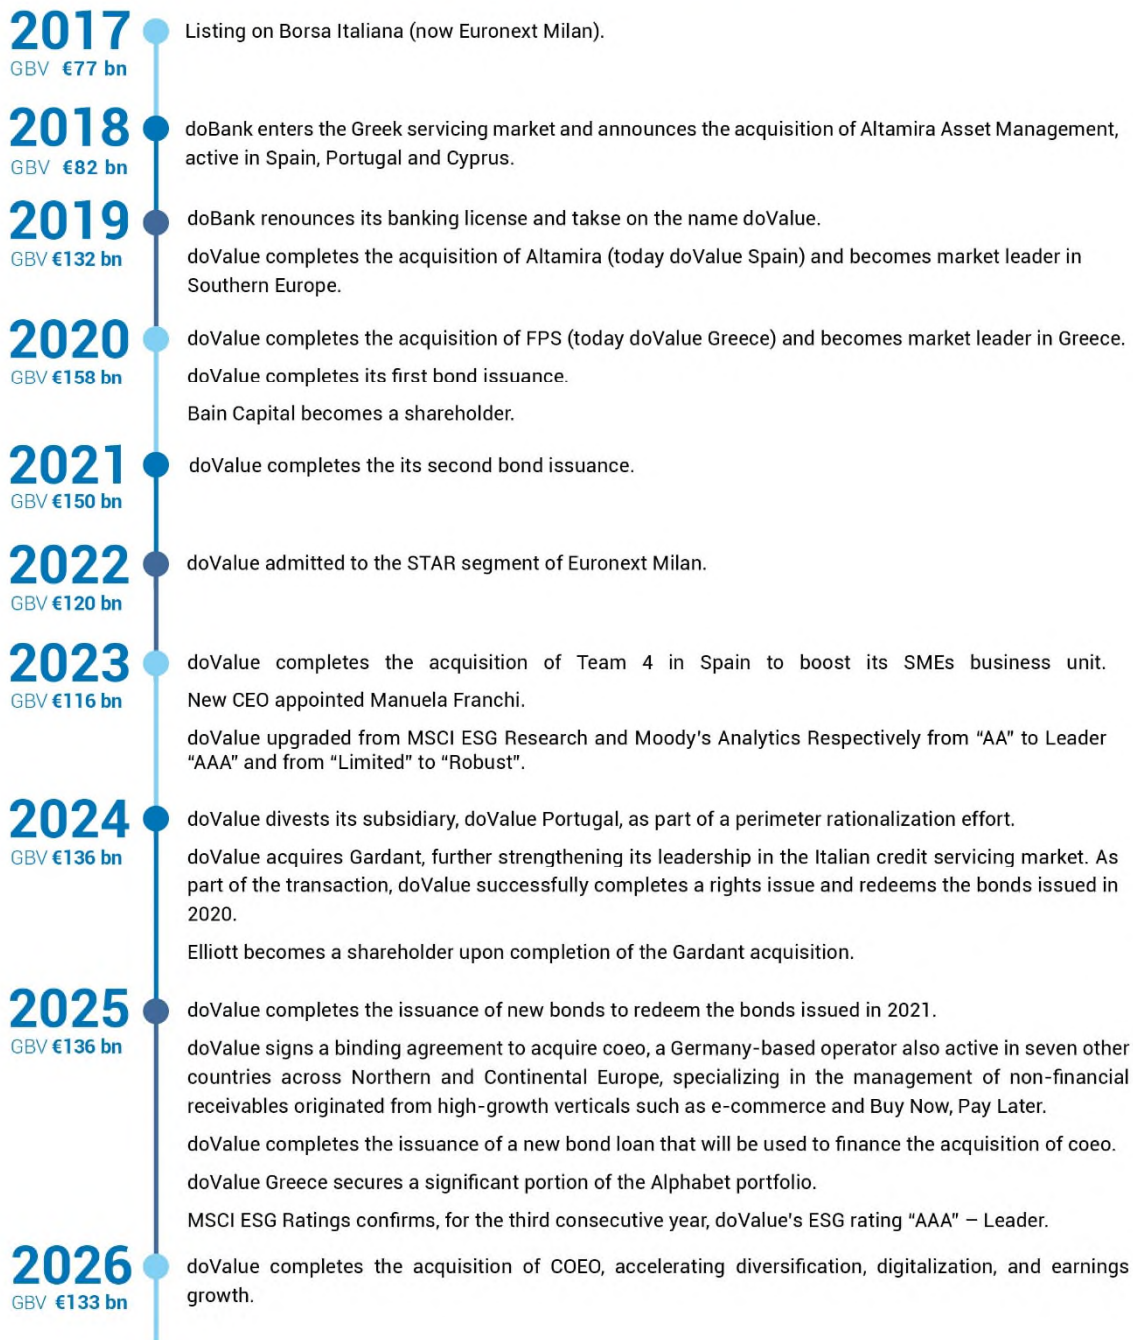 2017
GBV €77 bn
Listing on Borsa Italiana (now Euronext Milan).
2018
GBV €82 bn
doBank enters the Greek servicing market and announces the acquisition of Altamira Asset Management,
active in Spain, Portugal and Cyprus.
2019
GBV €132 bn
doBank renounces its banking license and takse on the name doValue.
doValue completes the acquisition of Altamira (today doValue Spain) and becomes market leader in
Southern Europe.
2020
GBV €158 bn
doValue completes the acquisition of FPS (today doValue Greece) and becomes market leader in Greece.
doValue completes its first bond issuance.
Bain Capital becomes a shareholder.
2021
GBV €150 bn
doValue completes the its second bond issuance.
2022
GBV €120 bn
doValue admitted to the STAR segment of Euronext Milan.
2023
GBV €116 bn
doValue completes the acquisition of Team 4 in Spain to boost its SMEs business unit.
New CEO appointed Manuela Franchi.
doValue upgraded from MSCI ESG Research and Moody's Analytics Respectively from “AA” to Leader
“AAA” and from “Limited” to “Robust”.
2024
GBV €136 bn
doValue divests its subsidiary, doValue Portugal, as part of a perimeter rationalization effort.
doValue acquires Gardant, further strengthening its leadership in the Italian credit servicing market. As
part of the transaction, doValue successfully completes a rights issue and redeems the bonds issued in
2020.
Elliott becomes a shareholder upon completion of the Gardant acquisition.
2025
GBV €136 bn
doValue completes the issuance of new bonds to redeem the bonds issued in 2021.
doValue signs a binding agreement to acquire coeo, a Germany-based operator also active in seven other
countries across Northern and Continental Europe, specializing in the management of non-financial
receivables originated from high-growth verticals such as e-commerce and Buy Now, Pay Later.
doValue completes the issuance of a new bond loan that will be used to finance the acquisition of coeo.
doValue Greece secures a significant portion of the Alphabet portfolio.
MSCI ESG Ratings confirms, for the third consecutive year, doValue's ESG rating “AAA” – Leader.
2026
GBV €133 bn
doValue completes the acquisition of COEO, accelerating diversification, digitalization, and earnings
growth.